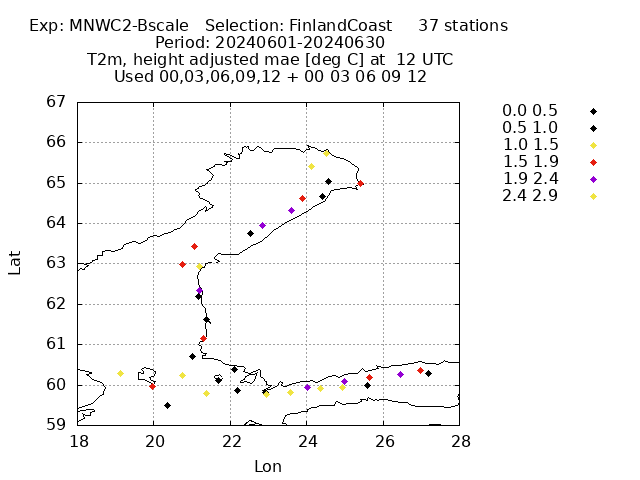 Exp: MNWC2-Bscale   Selection: FinlandCoast     37 stations
Period: 20240601-20240630
T2m, height adjusted mae [deg C] at  12 UTC
Used 00,03,06,09,12 + 00 03 06 09 12
67
66
65
64
63
62
61
60
59
Lat
18 20 22 24 26 28
Lon
0.0 0.5
0.5 1.0
1.0 1.5
1.5 1.9
1.9 2.4
2.4 2.9